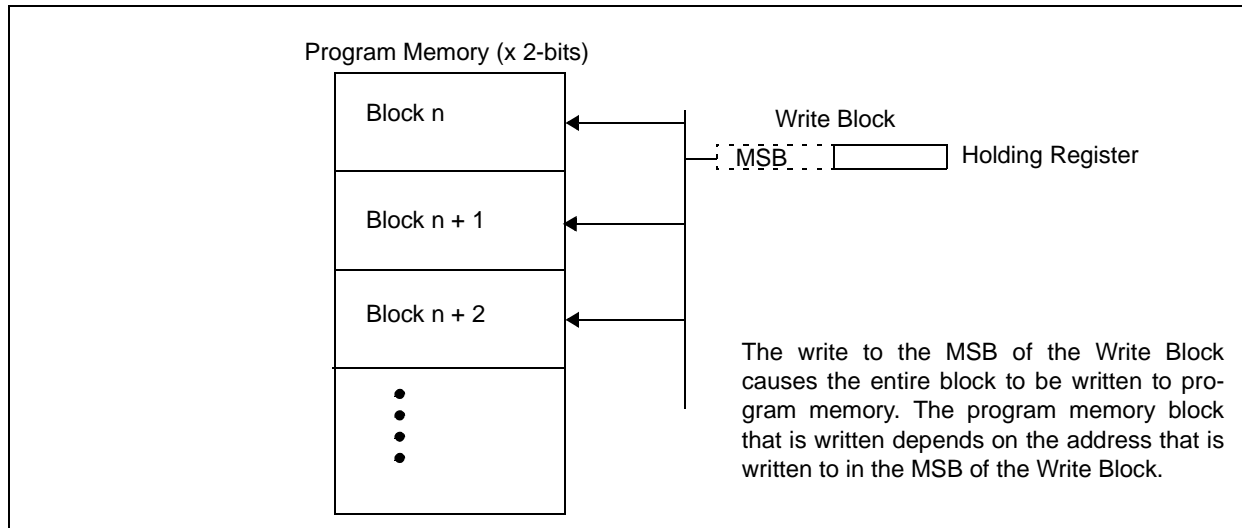 Program Memory (x 2-bits)
Block n
Write Block
MSB
Holding Register
Block n + 1
Block n + 2
The write to the MSB of the Write Block
causes the entire block to be written to pro-
gram memory. The program memory block
that is written depends on the address that is
written to in the MSB of the Write Block.